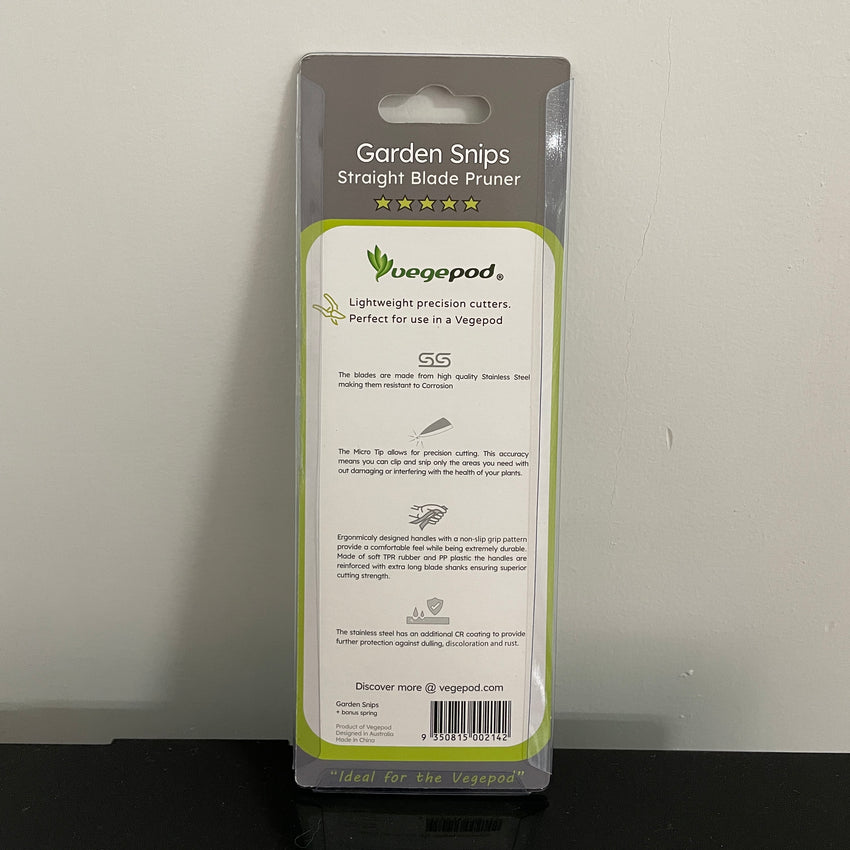 Garden Snips
Straight Blade Pruner
vegepod®
Lightweight precision cutters.
Perfect for use in a Vegepod
SS
The blades are made from high quality Stainless Steel
making them resistant to Corrosion
The Micro Tip allows for precision cutting. This accuracy
means you can clip and snip only the areas you need with
out damaging or interfering with the health of your plants.
Ergonmicaly designed handles with a non-slip grip pattern
provide a comfortable feel while being extremely durable.
Made of soft TPR rubber and PP plastic the handles are
reinforced with extra long blade shanks ensuring superior
cutting strength.
The stainless steel has an additional CR coating to provide
further protection against dulling, discoloration and rust.
Discover more @ vegepod.com
Garden Snips
+ bonus spring
Product of Vegepod
Designed in Australia
Made in China
9 350815 002142
"Ideal for the Vegepod"